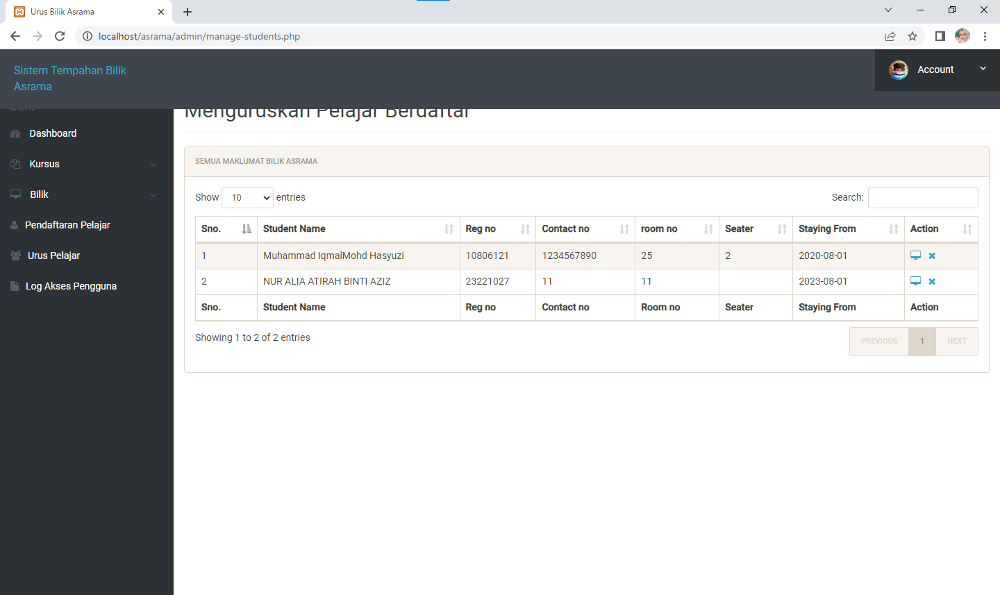 Urus Bilik Asrama
localhost/asrama/admin/manage-students.php
Sistem Tempahan Bilik
Asrama
Account
Menguruskan Pelajar Berdaftar
Dashboard
Kursus
Bilik
Pendaftaran Pelajar
Urus Pelajar
Log Akses Pengguna
SEMUA MAKLUMAT BILIK ASRAMA
Show 10 entries Search:
Sno. Student Name Reg no Contact no room no Seater Staying From Action
1 Muhammad IqmalMohd Hasyuzi 10806121 1234567890 25 2 2020-08-01
2 NUR ALIA ATIRAH BINTI AZIZ 23221027 11 11 2023-08-01
Sno. Student Name Reg no Contact no Room no Seater Staying From Action
Showing 1 to 2 of 2 entries PREVIOUS 1 NEXT